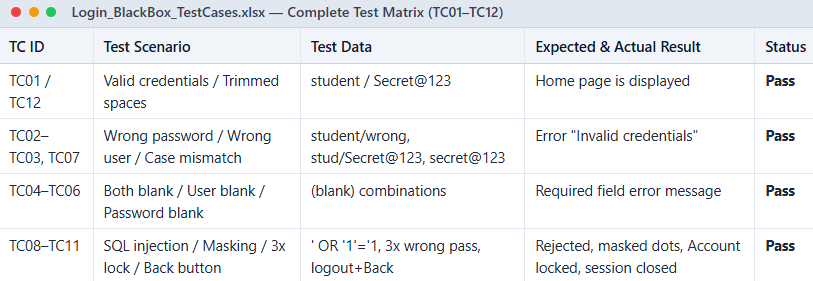 Login_BlackBox_TestCases.xlsx — Complete Test Matrix (TC01–TC12)
TC ID Test Scenario Test Data Expected & Actual Result Status
TC01 / Valid credentials / Trimmed student / Secret@123 Home page is displayed Pass
TC12 spaces
TC02– Wrong password / Wrong student/wrong, Error "Invalid credentials" Pass
TC03, TC07 user / Case mismatch stud/Secret@123, secret@123
TC04–TC06 Both blank / User blank / (blank) combinations Required field error message Pass
Password blank
TC08–TC11 SQL injection / Masking / 3x ' OR '1'='1, 3x wrong pass, Rejected, masked dots, Account Pass
lock / Back button logout+Back locked, session closed